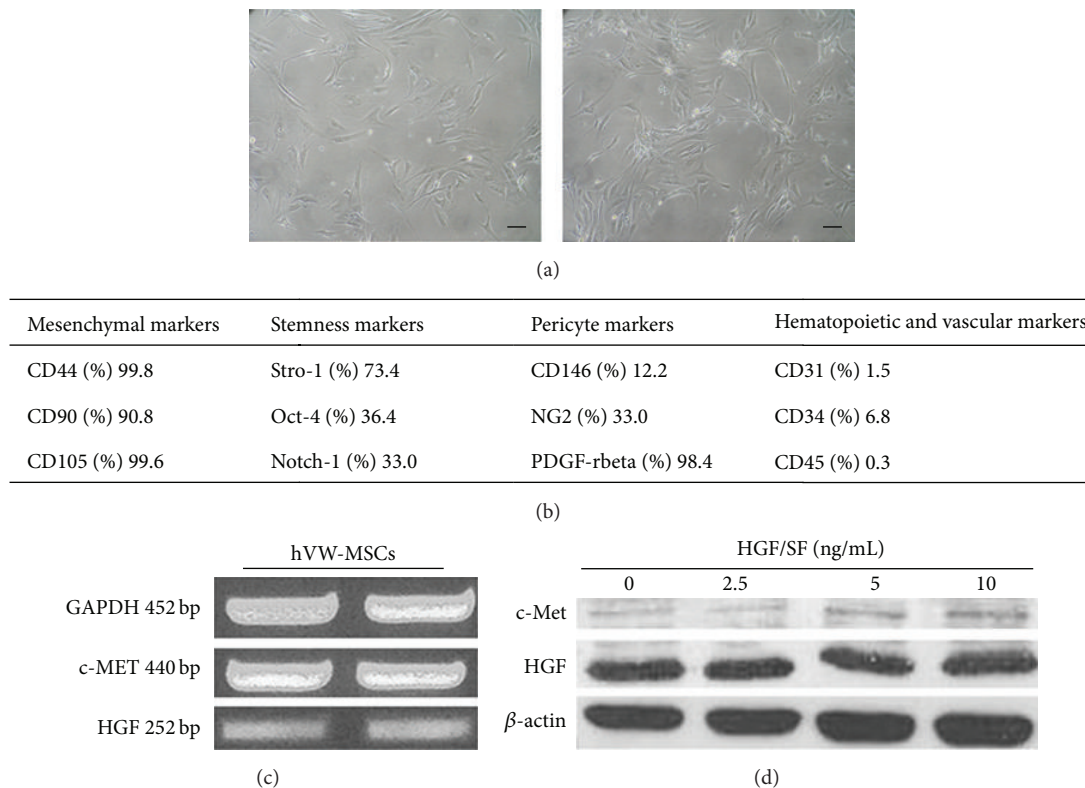 (a)
Mesenchymal markers Stemness markers Pericyte markers Hematopoietic and vascular markers
CD44 (%) 99.8 Stro-1 (%) 73.4 CD146 (%) 12.2 CD31 (%) 1.5
CD90 (%) 90.8 Oct-4 (%) 36.4 NG2 (%) 33.0 CD34 (%) 6.8
CD105 (%) 99.6 Notch-1 (%) 33.0 PDGF-rbeta (%) 98.4 CD45 (%) 0.3
(b)
hVW-MSCs
GAPDH 452 bp
c-MET 440 bp
HGF 252 bp
(c)
HGF/SF (ng/mL)
0 2.5 5 10
c-Met
HGF
β-actin
(d)